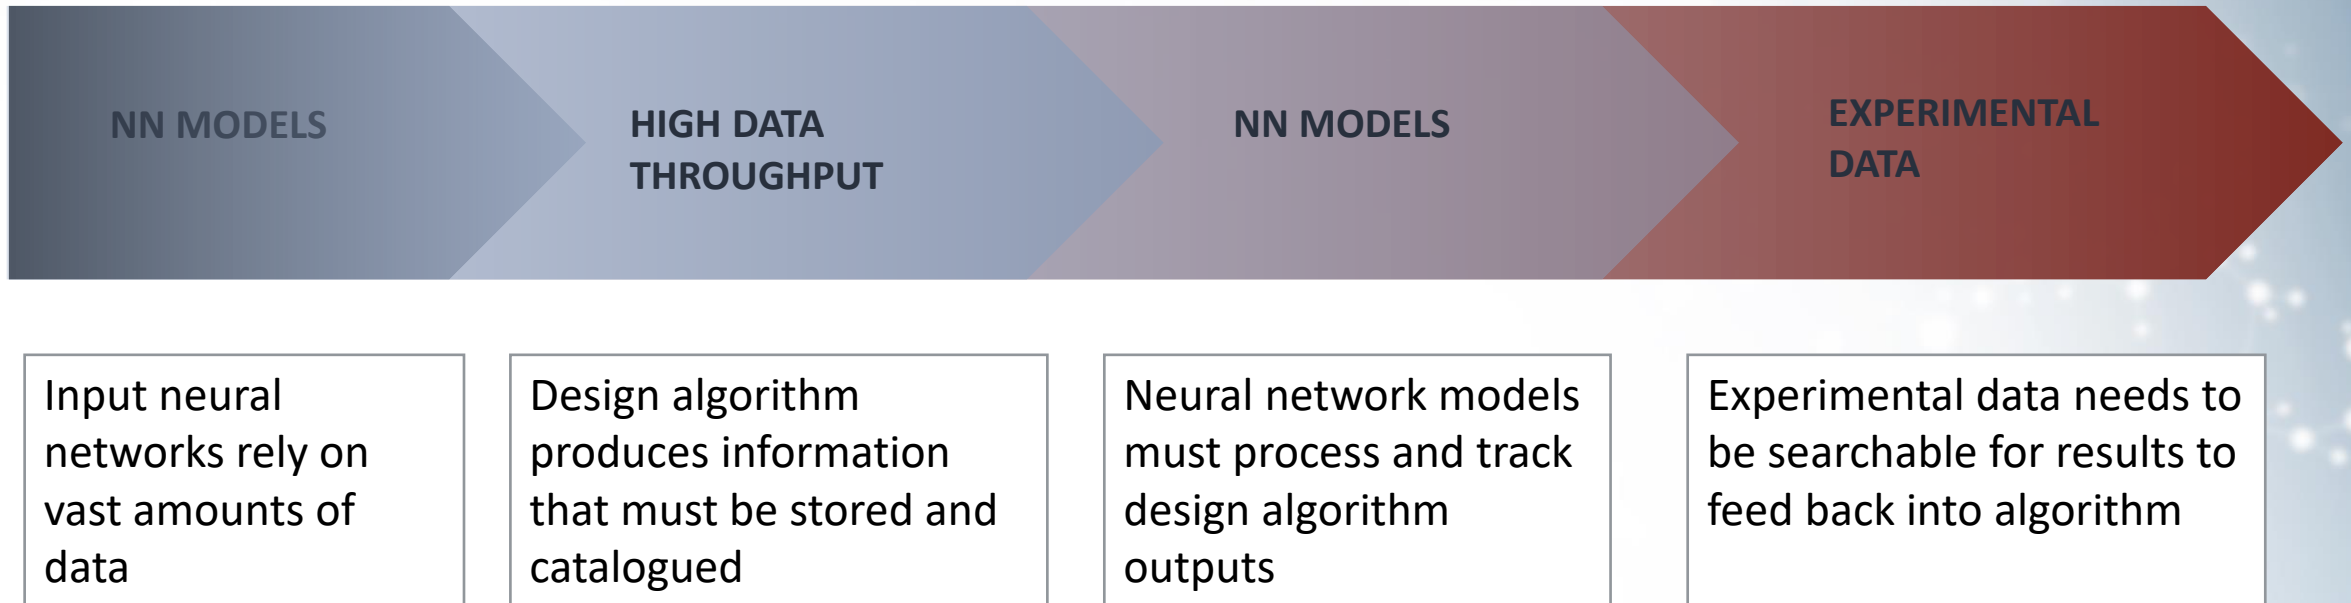 NN MODELS
HIGH DATA
THROUGHPUT
NN MODELS
EXPERIMENTAL
DATA
Input neural
networks rely on
vast amounts of
data
Design algorithm
produces information
that must be stored and
catalogued
Neural network models
must process and track
design algorithm
outputs
Experimental data needs to
be searchable for results to
feed back into algorithm